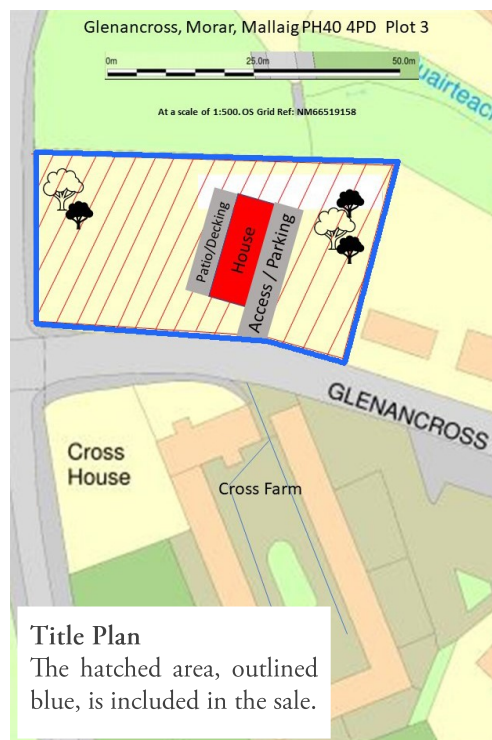 Glenancross, Morar, Mallaig PH40 4PD  Plot 3
0m 25.0m 50.0m
At a scale of 1:500. OS Grid Ref: NM66519158
Patio/Decking
House
Access / Parking
GLENANCROSS
Cross
House
Cross Farm
Title Plan
The hatched area, outlined
blue, is included in the sale.